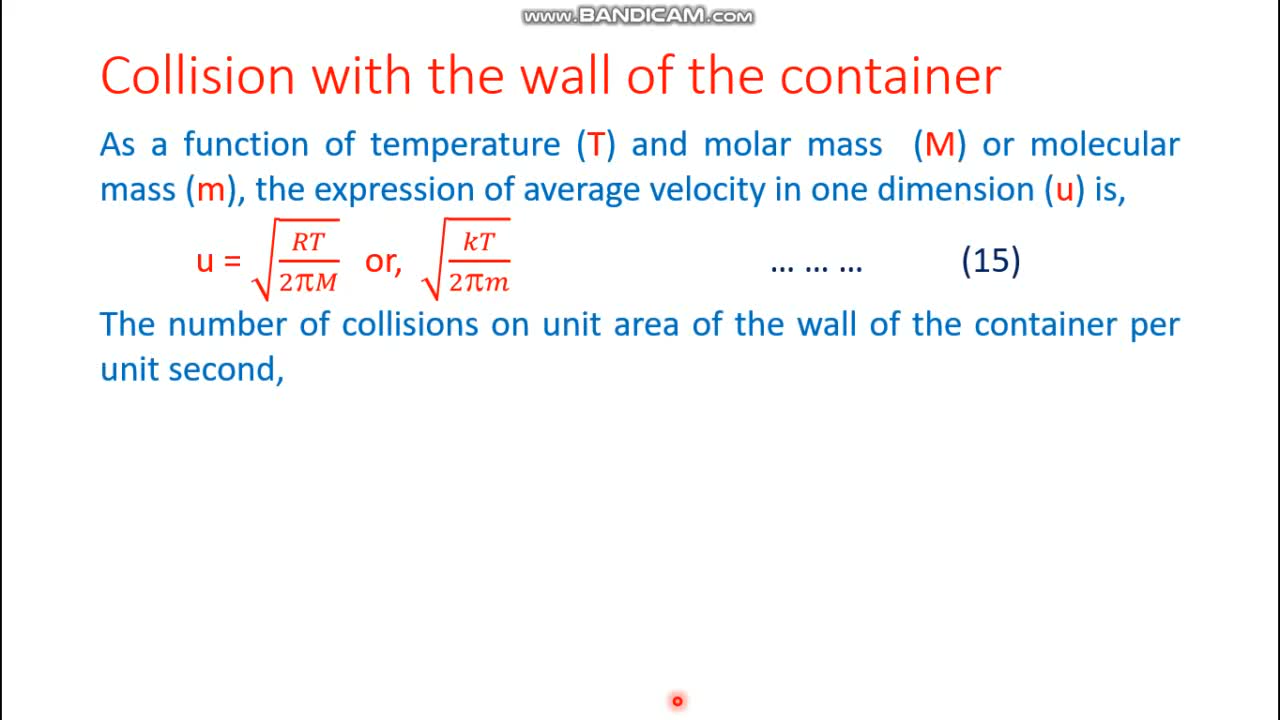 www.BANDICAM.com
Collision with the wall of the container
As a function of temperature (T) and molar mass (M) or molecular
mass (m), the expression of average velocity in one dimension (u) is,
u = √(RT/2πM) or, √(kT/2πm) ... ... ... (15)
The number of collisions on unit area of the wall of the container per
unit second,